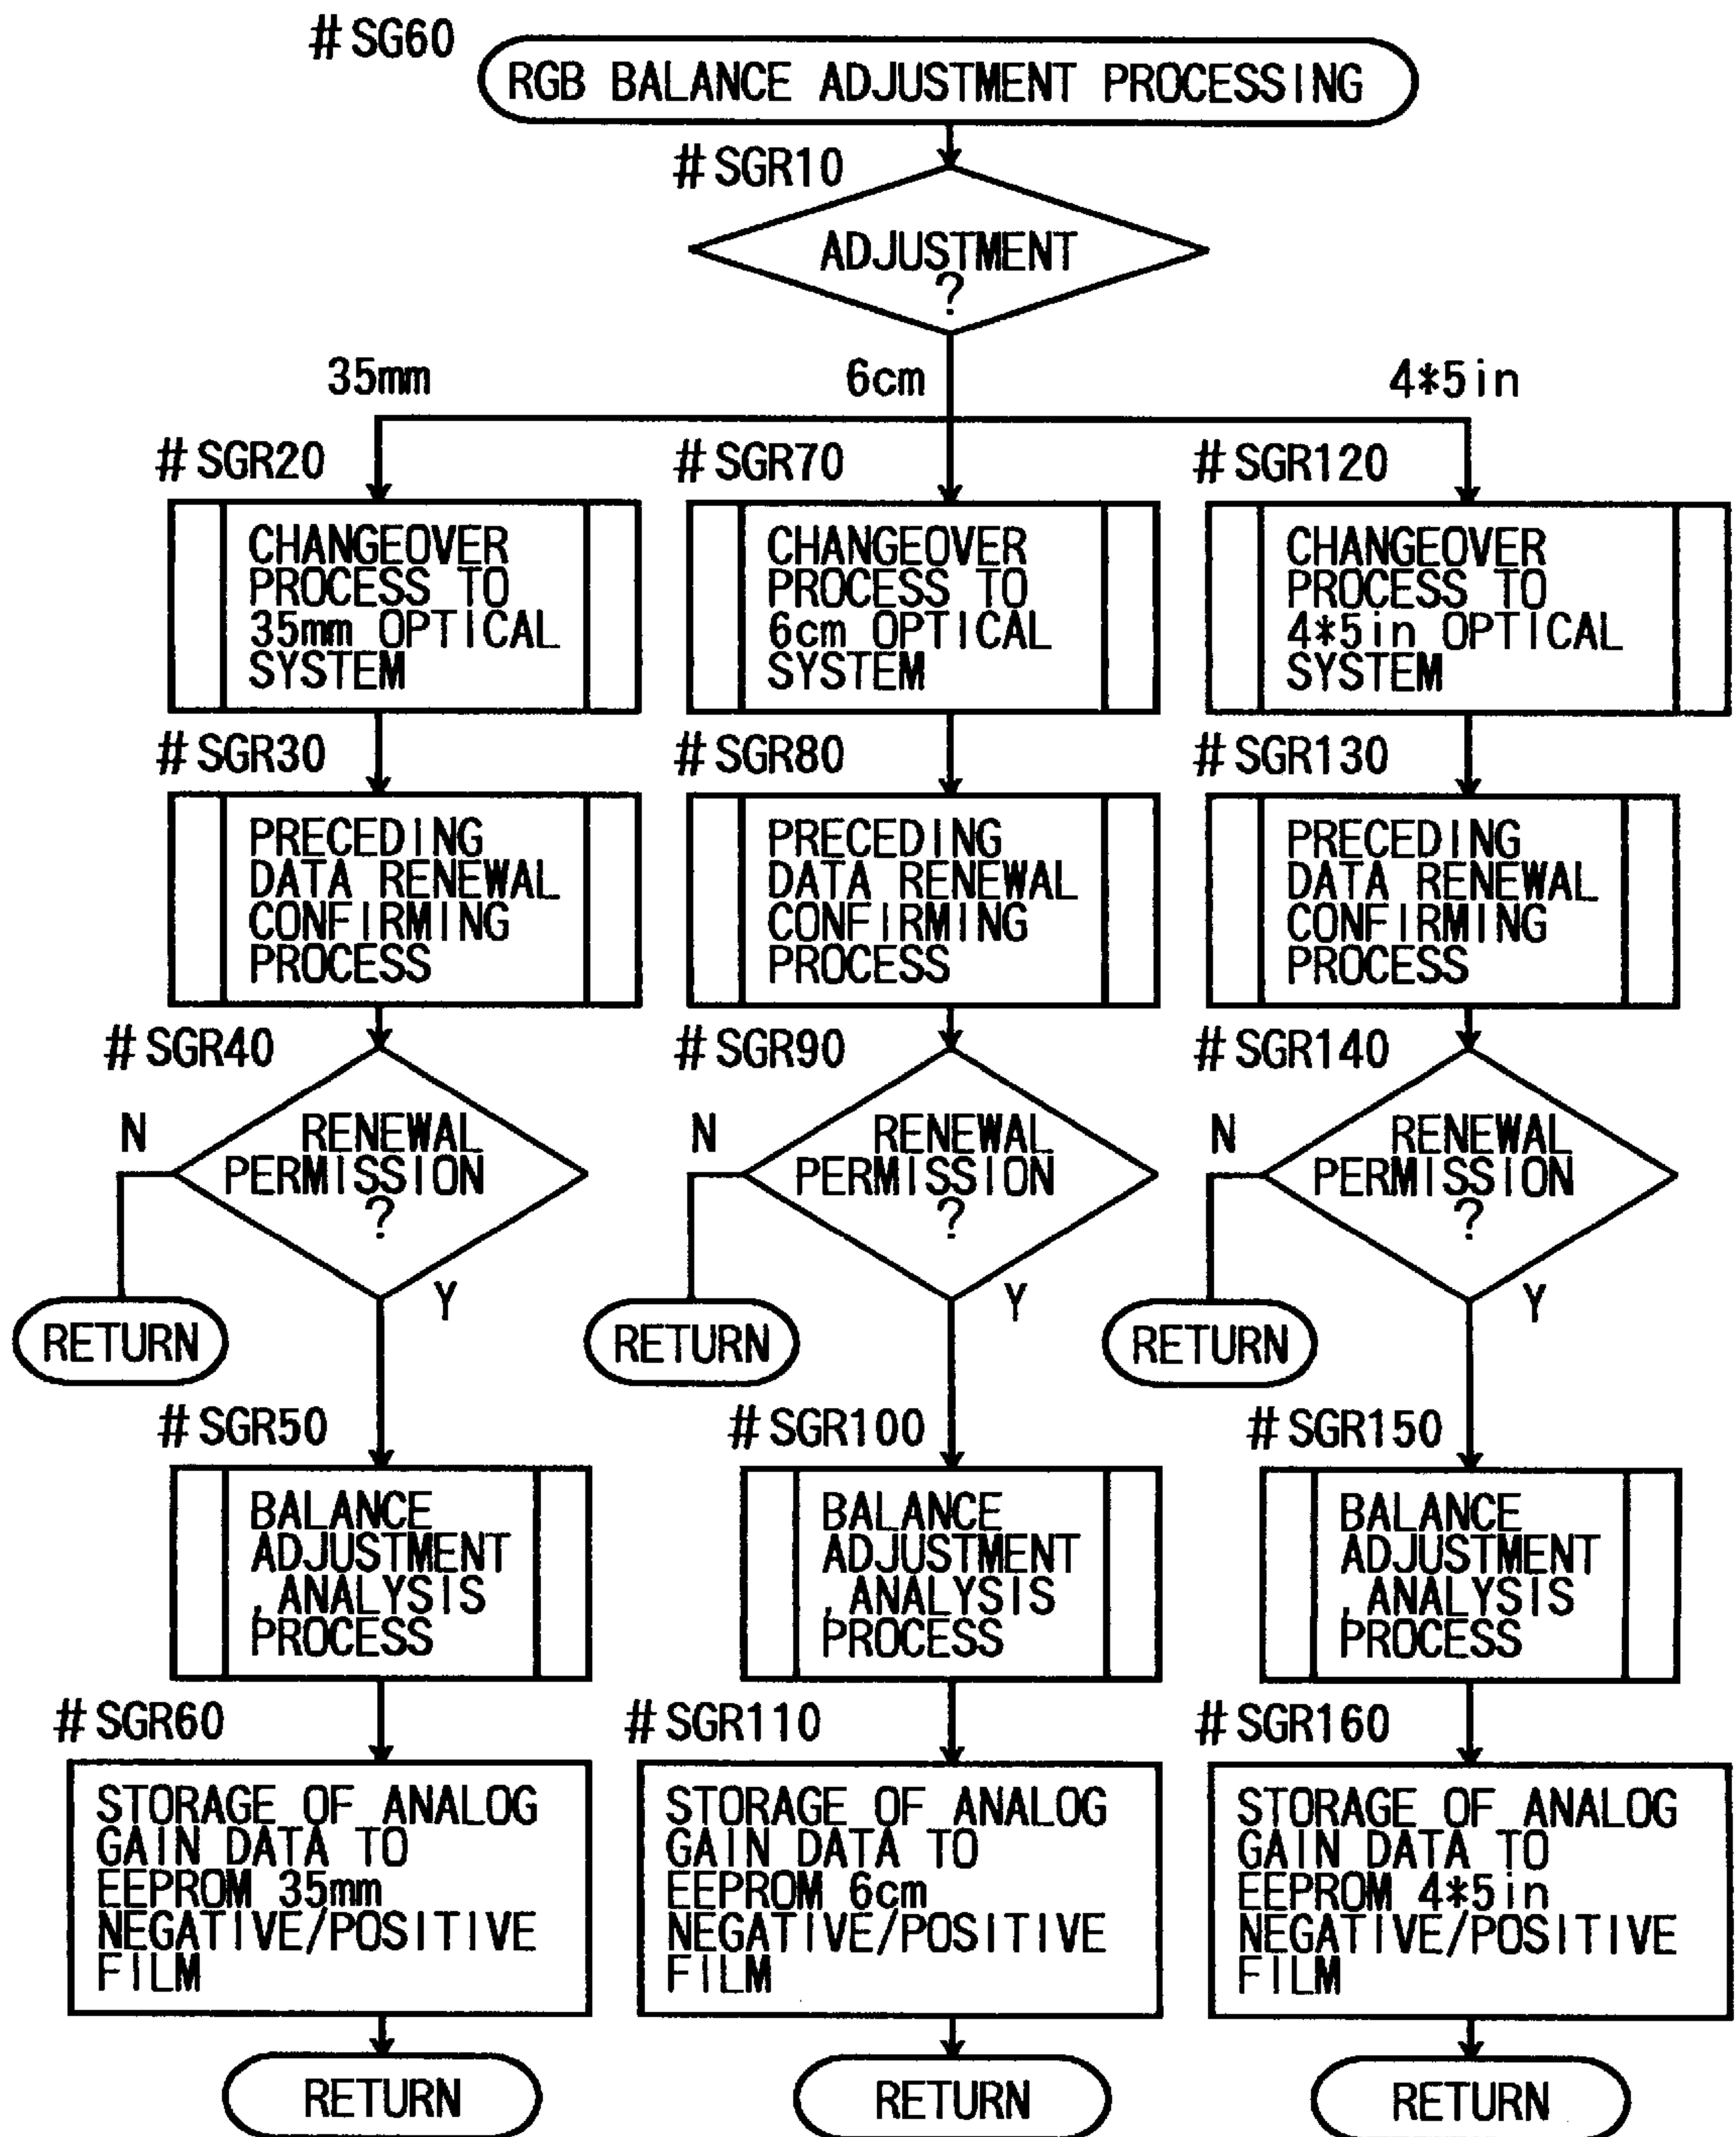 #SG60
RGB BALANCE ADJUSTMENT PROCESSING
#SGR10
ADJUSTMENT
?
35mm
6cm
4*5in
#SGR20
CHANGEOVER
PROCESS TO
35mm OPTICAL
SYSTEM
#SGR30
PRECEDING
DATA RENEWAL
CONFIRMING
PROCESS
#SGR40
N
RENEWAL
PERMISSION
?
Y
RETURN
#SGR50
BALANCE
ADJUSTMENT
,ANALYSIS
PROCESS
#SGR60
STORAGE OF ANALOG
GAIN DATA TO
EEPROM 35mm
NEGATIVE/POSITIVE
FILM
RETURN
#SGR70
CHANGEOVER
PROCESS TO
6cm OPTICAL
SYSTEM
#SGR80
PRECEDING
DATA RENEWAL
CONFIRMING
PROCESS
#SGR90
N
RENEWAL
PERMISSION
?
Y
RETURN
#SGR100
BALANCE
ADJUSTMENT
,ANALYSIS
PROCESS
#SGR110
STORAGE OF ANALOG
GAIN DATA TO
EEPROM 6cm
NEGATIVE/POSITIVE
FILM
RETURN
#SGR120
CHANGEOVER
PROCESS TO
4*5in OPTICAL
SYSTEM
#SGR130
PRECEDING
DATA RENEWAL
CONFIRMING
PROCESS
#SGR140
N
RENEWAL
PERMISSION
?
Y
RETURN
#SGR150
BALANCE
ADJUSTMENT
,ANALYSIS
PROCESS
#SGR160
STORAGE OF ANALOG
GAIN DATA TO
EEPROM 4*5in
NEGATIVE/POSITIVE
FILM
RETURN